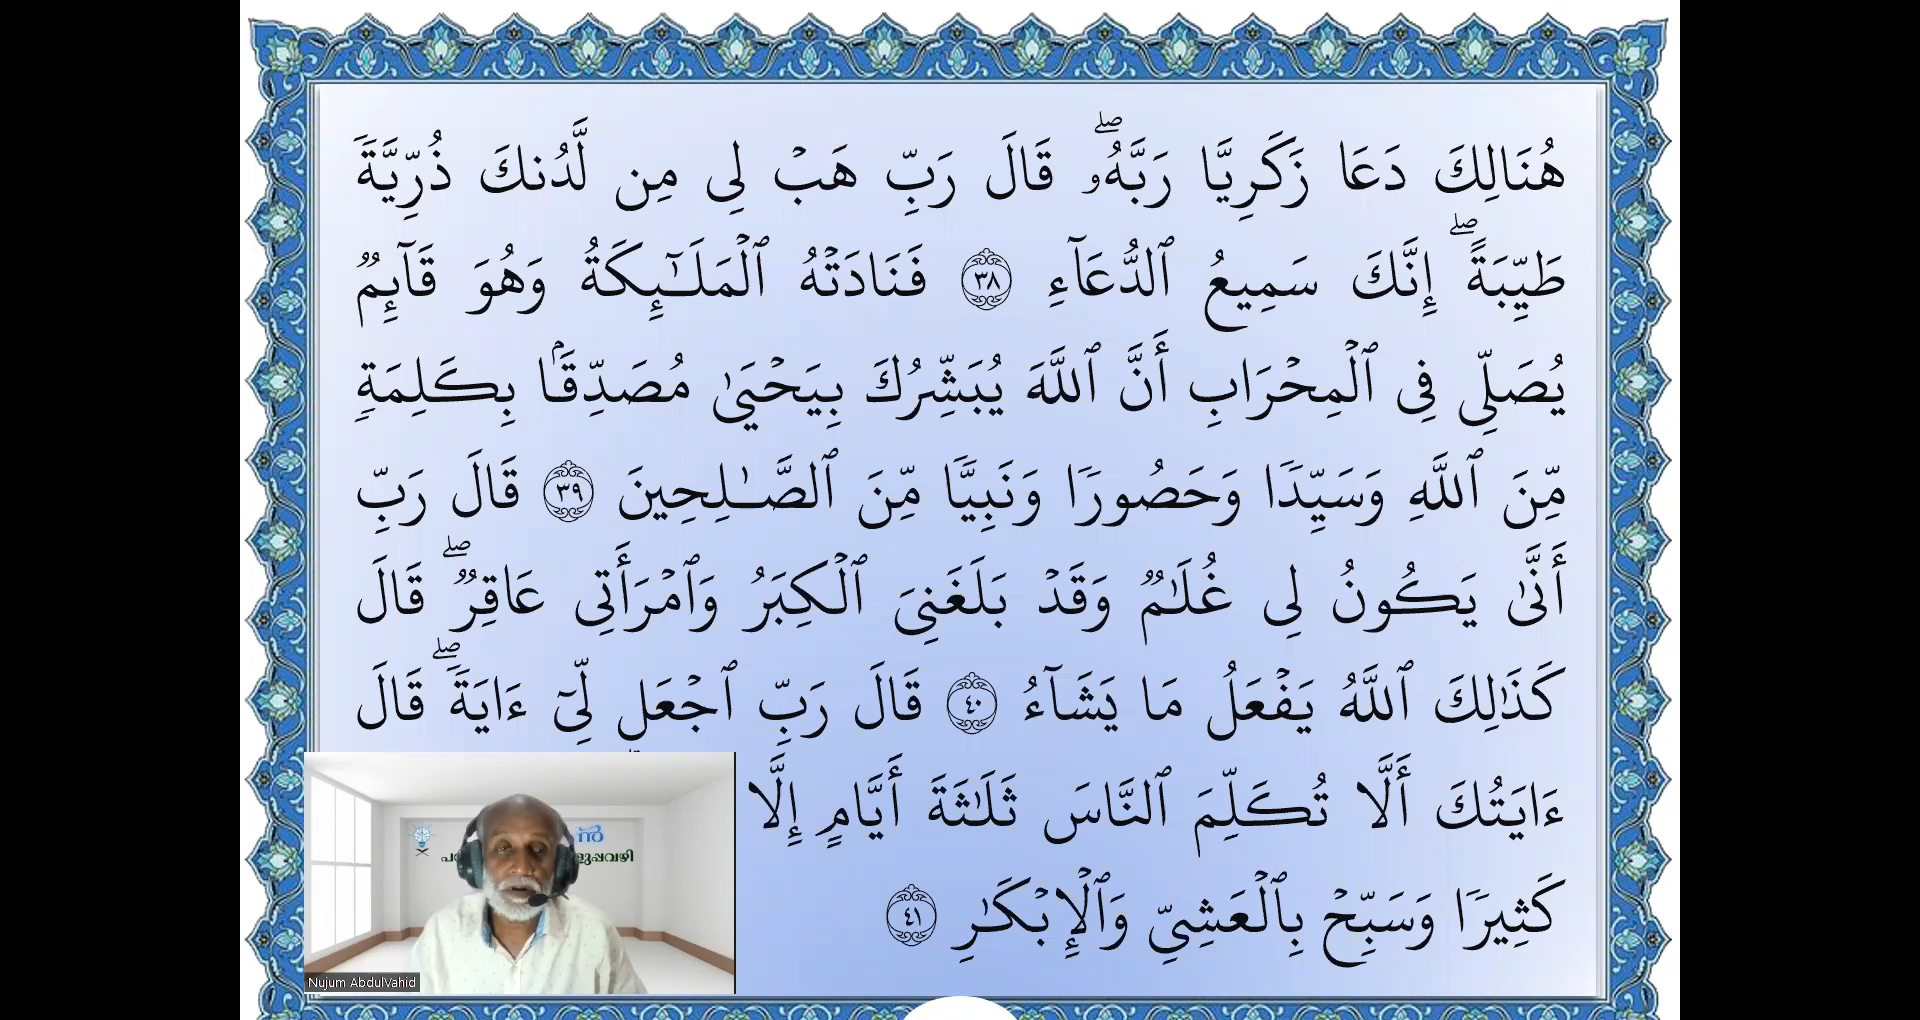 هُنَالِكَ دَعَا زَكَرِيَّا رَبَّهُۥۖ قَالَ رَبِّ هَبْ لِى مِن لَّدُنكَ ذُرِّيَّةً
طَيِّبَةًۖ إِنَّكَ سَمِيعُ ٱلدُّعَآءِ ٣٨ فَنَادَتْهُ ٱلْمَلَـٰٓئِكَةُ وَهُوَ قَآئِمٌ
يُصَلِّى فِى ٱلْمِحْرَابِ أَنَّ ٱللَّهَ يُبَشِّرُكَ بِيَحْيَىٰ مُصَدِّقًۢا بِكَلِمَةٍ
مِّنَ ٱللَّهِ وَسَيِّدًا وَحَصُورًا وَنَبِيًّا مِّنَ ٱلصَّـٰلِحِينَ ٣٩ قَالَ رَبِّ
أَنَّىٰ يَكُونُ لِى غُلَـٰمٌ وَقَدْ بَلَغَنِىَ ٱلْكِبَرُ وَٱمْرَأَتِى عَاقِرٌۖ قَالَ
كَذَٰلِكَ ٱللَّهُ يَفْعَلُ مَا يَشَآءُ ٤٠ قَالَ رَبِّ ٱجْعَل لِّىٓ ءَايَةًۖ قَالَ
ءَايَتُكَ أَلَّا تُكَلِّمَ ٱلنَّاسَ ثَلَـٰثَةَ أَيَّامٍ إِلَّا
كَثِيرًا وَسَبِّحْ بِٱلْعَشِىِّ وَٱلْإِبْكَـٰرِ ٤١
Nujum AbdulVahid